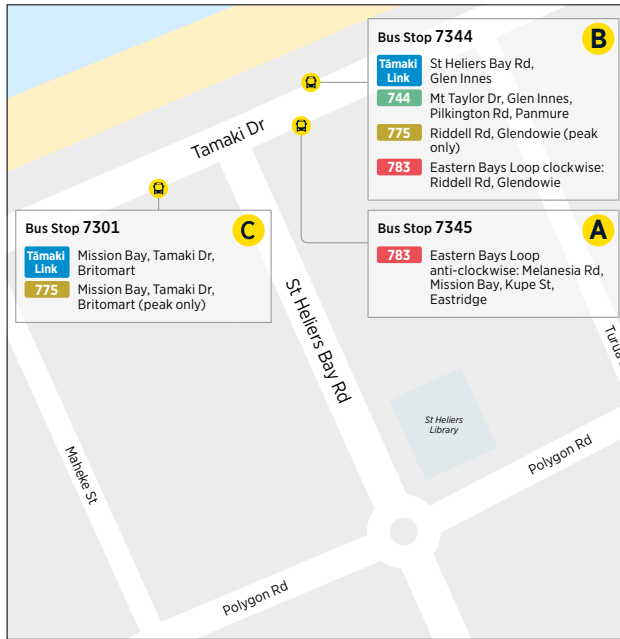 Bus Stop 7344
B
Tāmaki
Link
St Heliers Bay Rd,
Glen Innes
744
Mt Taylor Dr, Glen Innes,
Pilkington Rd, Panmure
775
Riddell Rd, Glendowie (peak
only)
783
Eastern Bays Loop clockwise:
Riddell Rd, Glendowie
Tamaki Dr
Bus Stop 7301
C
Tāmaki
Link
Mission Bay, Tamaki Dr,
Britomart
775
Mission Bay, Tamaki Dr,
Britomart (peak only)
Bus Stop 7345
A
783
Eastern Bays Loop
anti-clockwise: Melanesia Rd,
Mission Bay, Kupe St,
Eastridge
St Heliers Bay Rd
St Heliers
Library
Maheke St
Polygon Rd
Polygon Rd